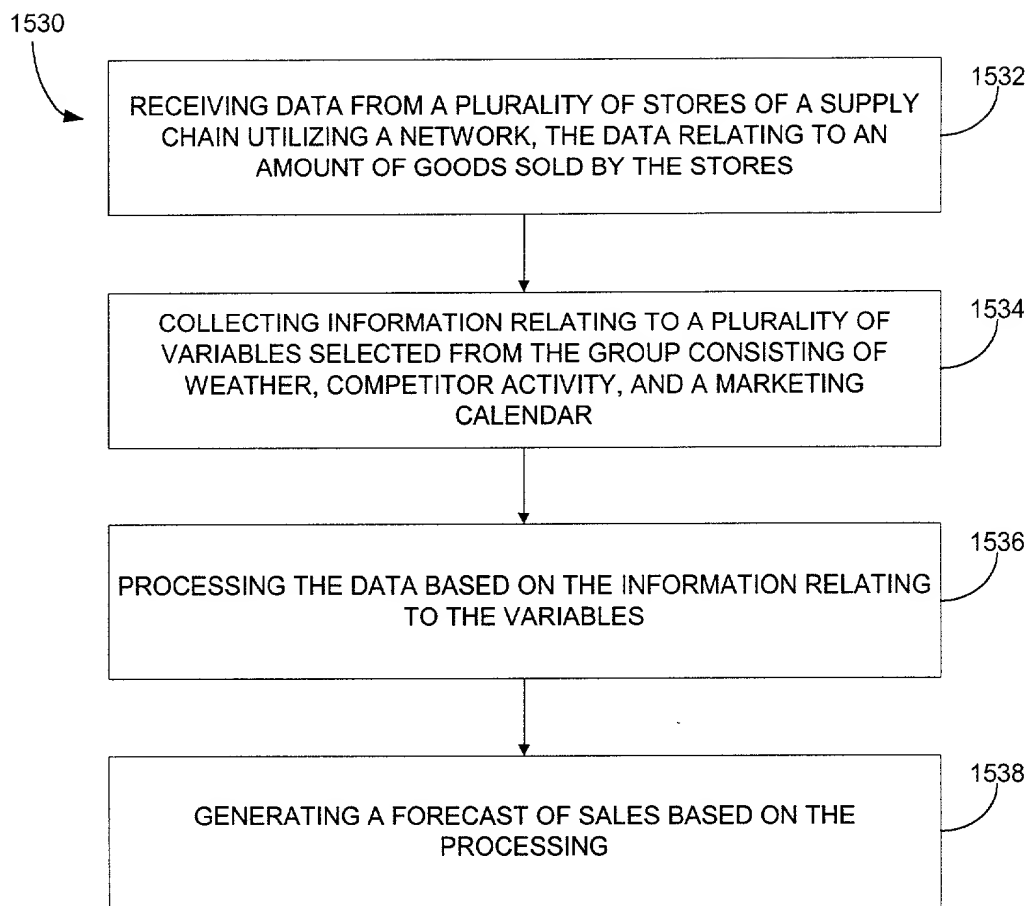 1530
1532
RECEIVING DATA FROM A PLURALITY OF STORES OF A SUPPLY
CHAIN UTILIZING A NETWORK, THE DATA RELATING TO AN
AMOUNT OF GOODS SOLD BY THE STORES
1534
COLLECTING INFORMATION RELATING TO A PLURALITY OF
VARIABLES SELECTED FROM THE GROUP CONSISTING OF
WEATHER, COMPETITOR ACTIVITY, AND A MARKETING
CALENDAR
1536
PROCESSING THE DATA BASED ON THE INFORMATION RELATING
TO THE VARIABLES
1538
GENERATING A FORECAST OF SALES BASED ON THE
PROCESSING